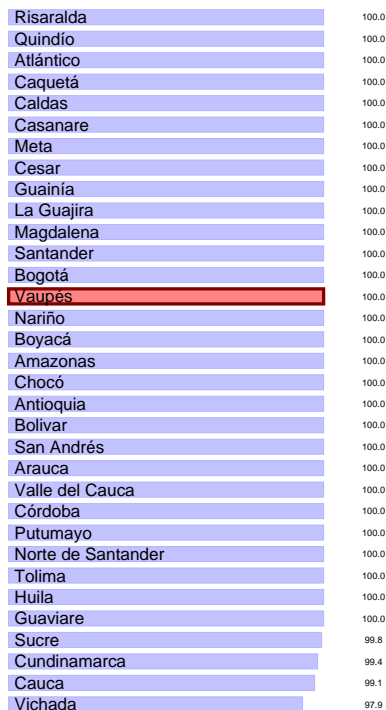 Risaralda 100.0
Quindío 100.0
Atlántico 100.0
Caquetá 100.0
Caldas 100.0
Casanare 100.0
Meta 100.0
Cesar 100.0
Guainía 100.0
La Guajira 100.0
Magdalena 100.0
Santander 100.0
Bogotá 100.0
Vaupés 100.0
Nariño 100.0
Boyacá 100.0
Amazonas 100.0
Chocó 100.0
Antioquia 100.0
Bolivar 100.0
San Andrés 100.0
Arauca 100.0
Valle del Cauca 100.0
Córdoba 100.0
Putumayo 100.0
Norte de Santander 100.0
Tolima 100.0
Huila 100.0
Guaviare 100.0
Sucre 99.8
Cundinamarca 99.4
Cauca 99.1
Vichada 97.9